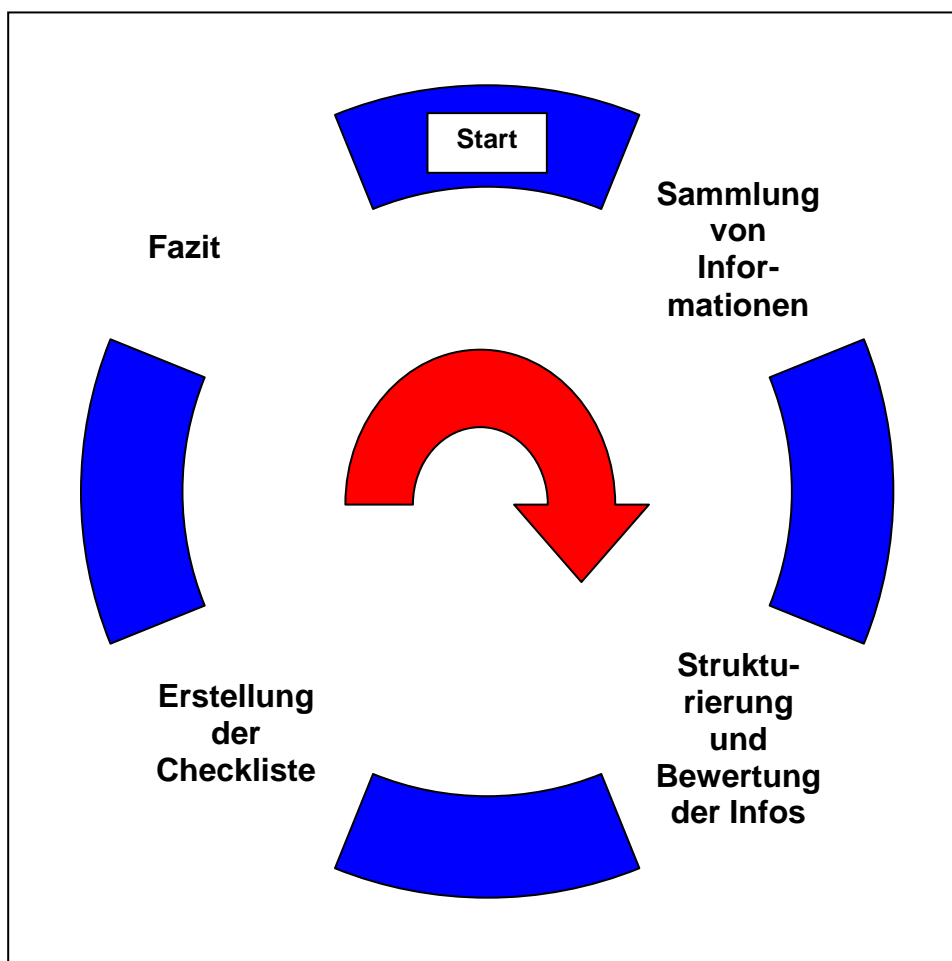 Start
Sammlung
von
Infor-
mationen
Struktu-
rierung
und
Bewertung
der Infos
Erstellung
der
Checkliste
Fazit